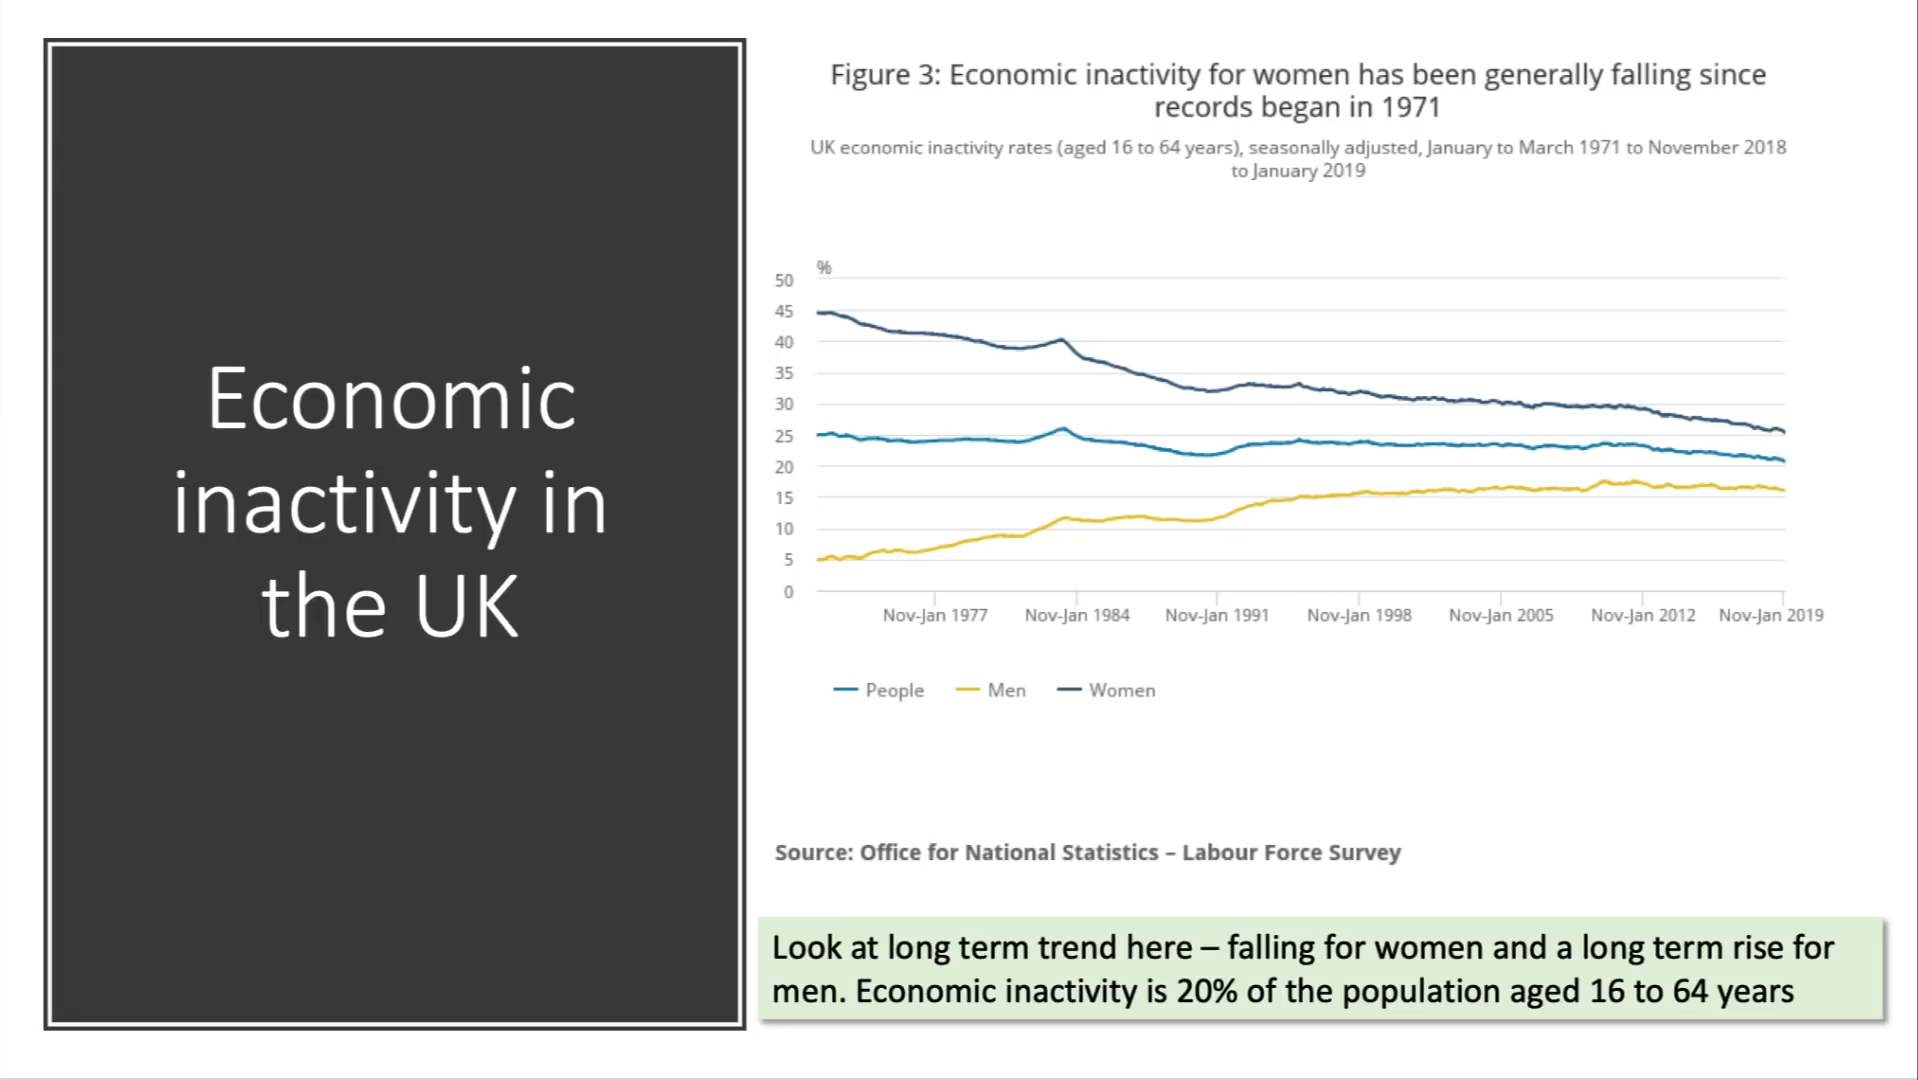 Economic
inactivity in
the UK
Figure 3: Economic inactivity for women has been generally falling since
records began in 1971
UK economic inactivity rates (aged 16 to 64 years), seasonally adjusted, January to March 1971 to November 2018
to January 2019
%
50
45
40
35
30
25
20
15
10
5
0
Nov-Jan 1977 Nov-Jan 1984 Nov-Jan 1991 Nov-Jan 1998 Nov-Jan 2005 Nov-Jan 2012 Nov-Jan 2019
People Men Women
Source: Office for National Statistics – Labour Force Survey
Look at long term trend here – falling for women and a long term rise for
men. Economic inactivity is 20% of the population aged 16 to 64 years